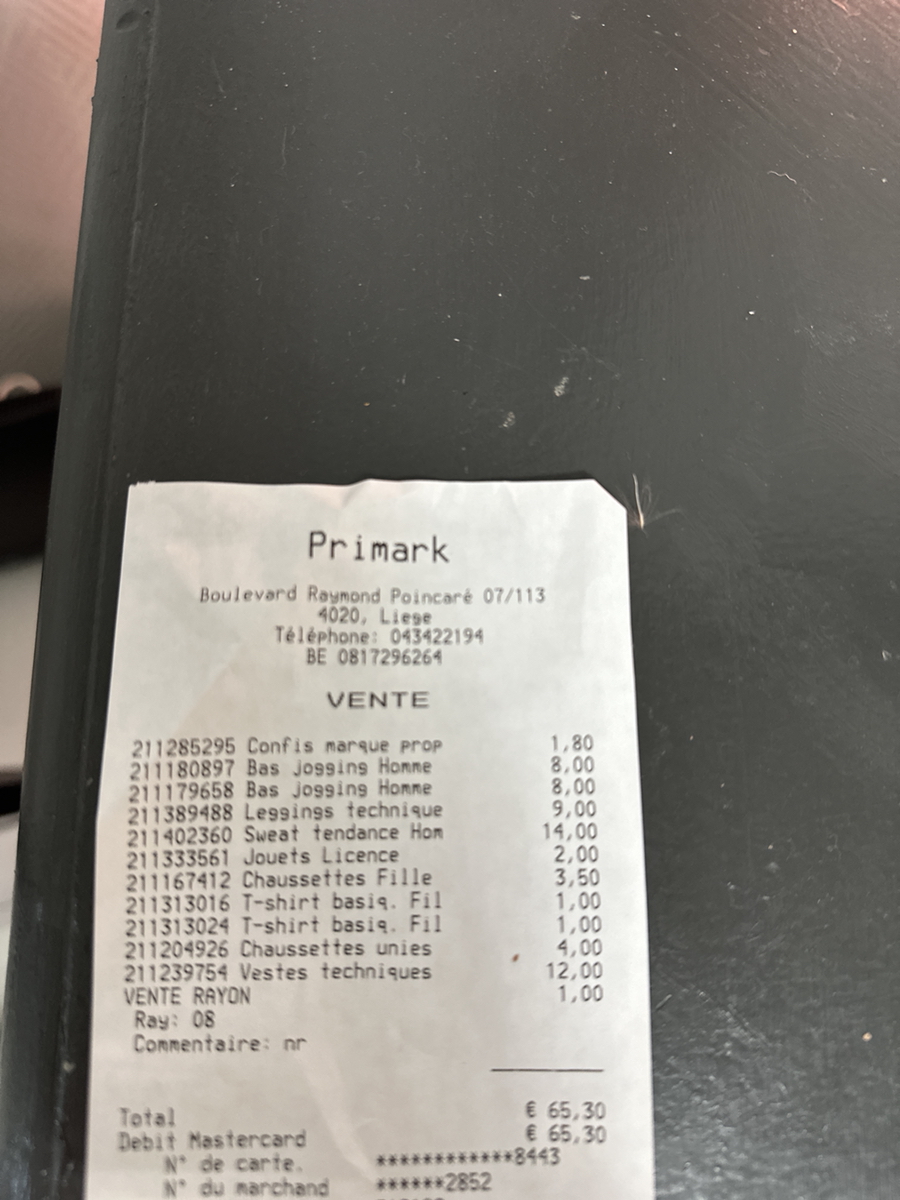 Primark
Boulevard Raymond Poincaré 07/113
4020, Liege
Téléphone: 043422194
BE 0817296264
VENTE
211285295 Confis marque prop 1,80
211180897 Bas Jogging Homme 8,00
211179658 Bas Jogging Homme 8,00
211389488 Leggings technique 9,00
211402360 Sweat tendance Hom 14,00
211333561 Jouets Licence 2,00
211167412 Chaussettes Fille 3,50
211313016 T-shirt basiq. Fil 1,00
211313024 T-shirt basiq. Fil 1,00
211204926 Chaussettes unies 4,00
211239754 Vestes techniques 12,00
VENTE RAYON 1,00
Ray: 08
Commentaire: nr
Total € 65,30
Debit Mastercard € 65,30
N° de carte. ************8443
N° du marchand ******2852